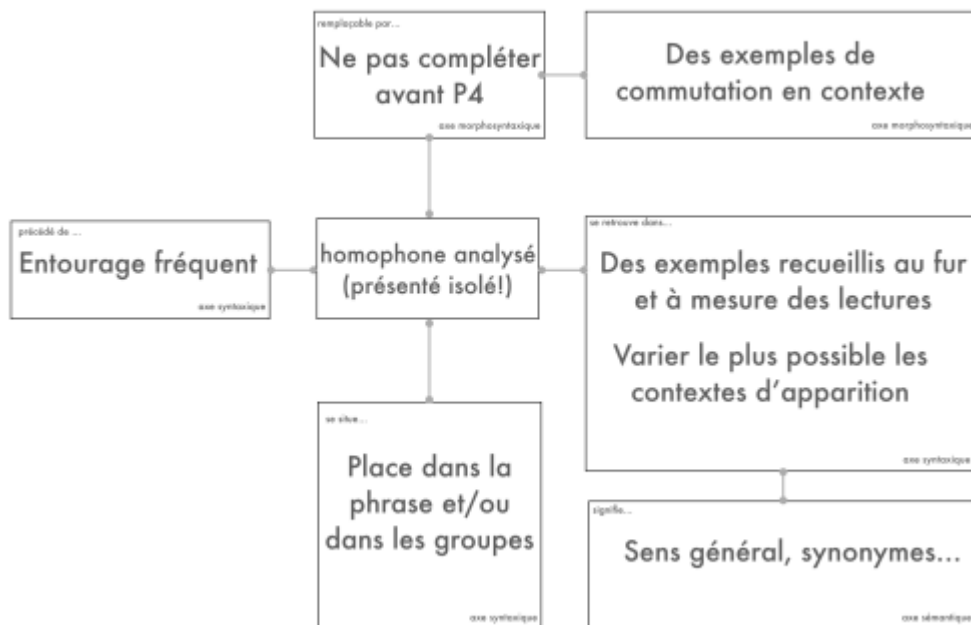 remplaçable par...
Ne pas compléter
avant P4
axe morphosyntaxique
Des exemples de
commutation en contexte
axe morphosyntaxique
précédé de ...
Entourage fréquent
axe syntaxique
homophone analysé
(présenté isolé!)
se retrouve dans...
Des exemples recueillis au fur
et à mesure des lectures
Varier le plus possible les
contextes d'apparition
axe syntaxique
se situe...
Place dans la
phrase et/ou
dans les groupes
axe syntaxique
signifie...
Sens général, synonymes...
axe sémantique